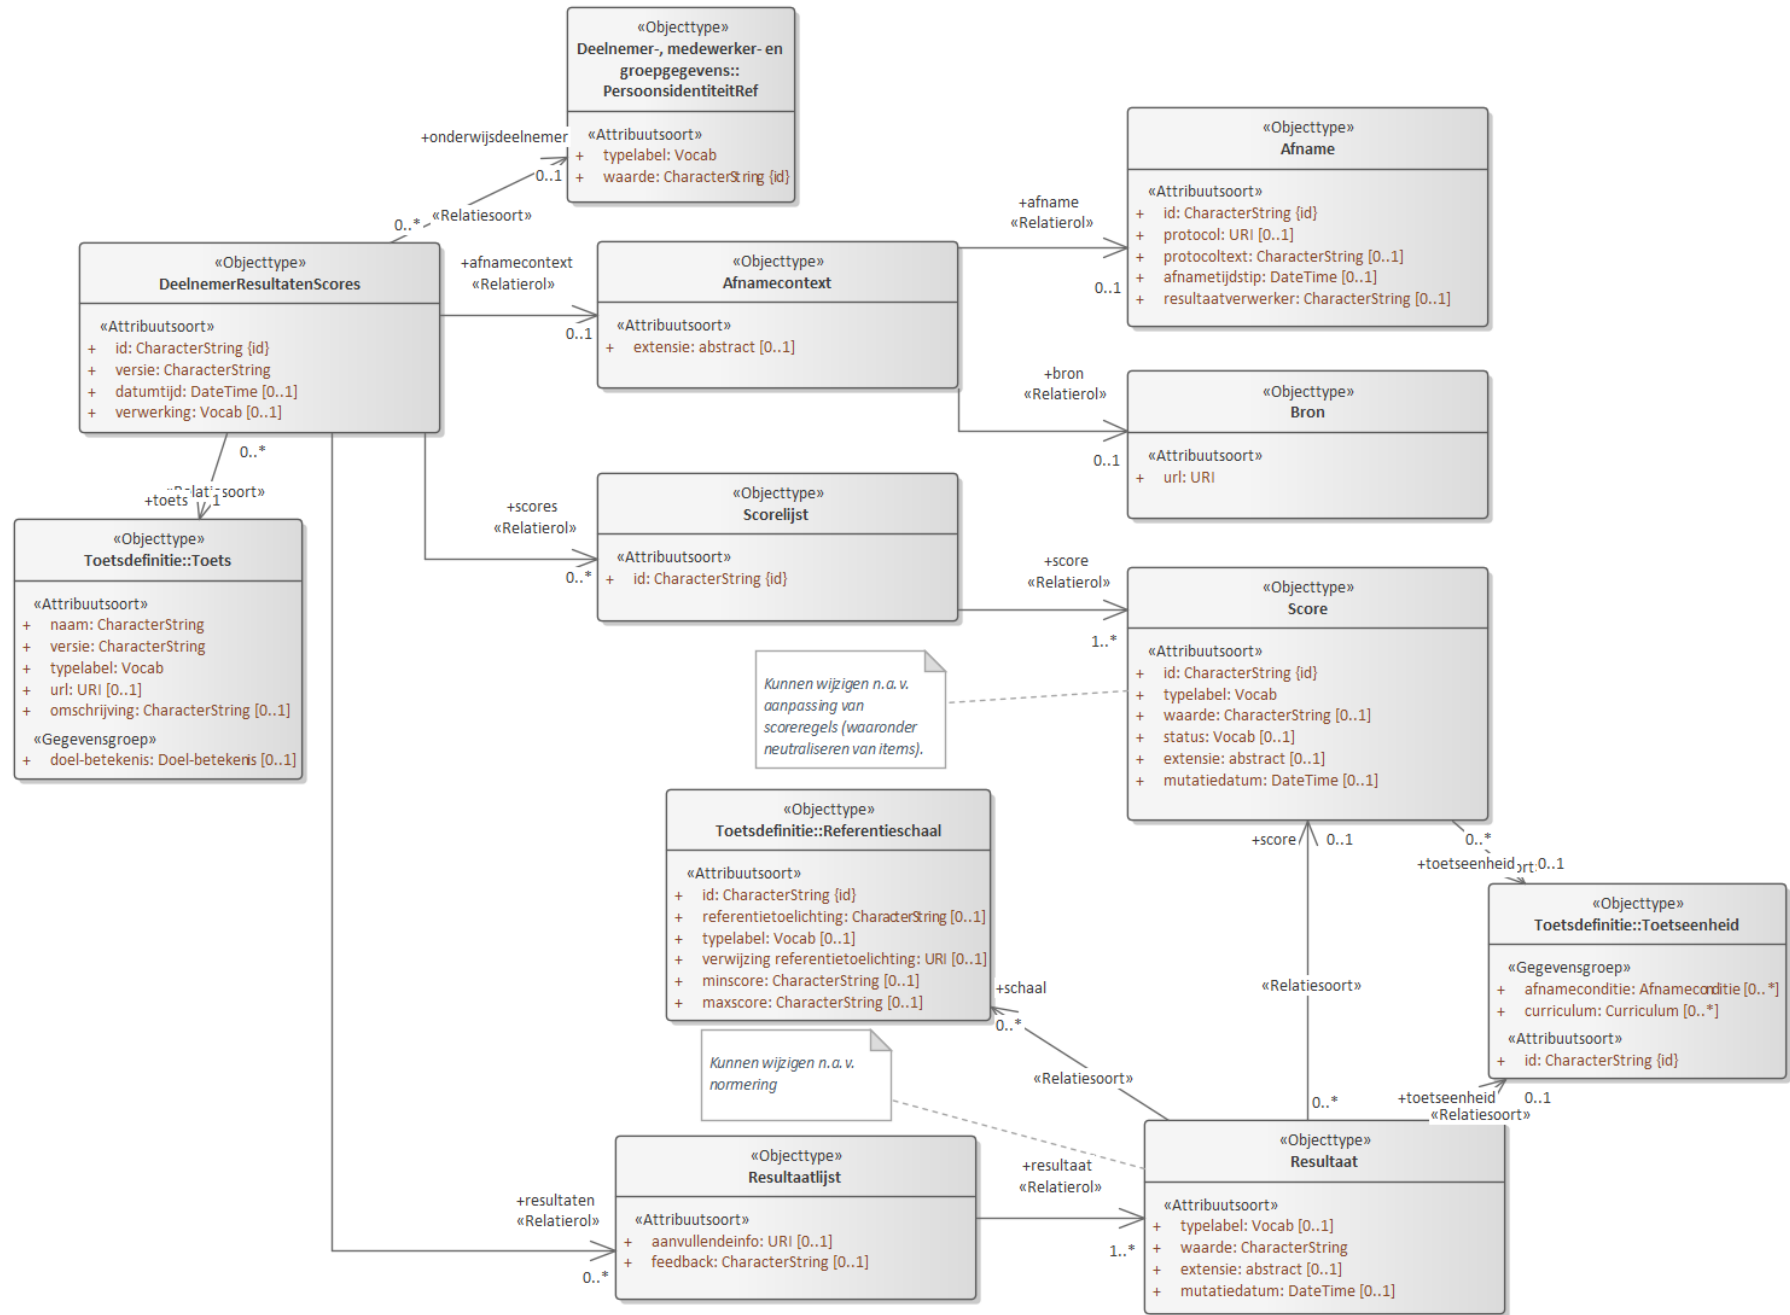 «Objecttype»
Deelnemer-, medewerker- en
groepgegevens::
PersoonsidentiteitRef
«Attribuutsoort»
+ typelabel: Vocab
+ waarde: CharacterString {id}
+onderwijsdeelnemer
0..1
0..*
«Relatiesoort»
«Objecttype»
DeelnemerResultatenScores
«Attribuutsoort»
+ id: CharacterString {id}
+ versie: CharacterString
+ datumtijd: DateTime [0..1]
+ verwerking: Vocab [0..1]
+afnamecontext
«Relatierol»
0..1
«Objecttype»
Afnamecontext
«Attribuutsoort»
+ extensie: abstract [0..1]
+afname
«Relatierol»
0..1
«Objecttype»
Afname
«Attribuutsoort»
+ id: CharacterString {id}
+ protocol: URI [0..1]
+ protocoltext: CharacterString [0..1]
+ afnametijdstip: DateTime [0..1]
+ resultaatverwerker: CharacterString [0..1]
+bron
«Relatierol»
0..1
«Objecttype»
Bron
«Attribuutsoort»
+ url: URI
0..*
«Relatiesoort»
+toets
1
«Objecttype»
Toetsdefinitie::Toets
«Attribuutsoort»
+ naam: CharacterString
+ versie: CharacterString
+ typelabel: Vocab
+ url: URI [0..1]
+ omschrijving: CharacterString [0..1]
«Gegevensgroep»
+ doel-betekenis: Doel-betekenis [0..1]
+scores
«Relatierol»
0..*
«Objecttype»
Scorelijst
«Attribuutsoort»
+ id: CharacterString {id}
+score
«Relatierol»
1..*
«Objecttype»
Score
«Attribuutsoort»
+ id: CharacterString {id}
+ typelabel: Vocab
+ waarde: CharacterString [0..1]
+ status: Vocab [0..1]
+ extensie: abstract [0..1]
+ mutatiedatum: DateTime [0..1]
Kunnen wijzigen n.a.v.
aanpassing van
scoreregels (waaronder
neutraliseren van items).
«Objecttype»
Toetsdefinitie::Referentieschaal
«Attribuutsoort»
+ id: CharacterString {id}
+ referentietoelichting: CharacterString [0..1]
+ typelabel: Vocab [0..1]
+ verwijzing referentietoelichting: URI [0..1]
+ minscore: CharacterString [0..1]
+ maxscore: CharacterString [0..1]
+score
0..1
0..*
+toetseenheid
0..1
«Objecttype»
Toetsdefinitie::Toetseenheid
«Gegevensgroep»
+ afnameconditie: Afnameconditie [0..*]
+ curriculum: Curriculum [0..*]
«Attribuutsoort»
+ id: CharacterString {id}
+schaal
0..*
«Relatiesoort»
«Relatiesoort»
0..*
+toetseenheid
0..1
«Relatiesoort»
Kunnen wijzigen n.a.v.
normering
+resultaten
«Relatierol»
0..*
«Objecttype»
Resultaatlijst
«Attribuutsoort»
+ aanvullendeinfo: URI [0..1]
+ feedback: CharacterString [0..1]
+resultaat
«Relatierol»
1..*
«Objecttype»
Resultaat
«Attribuutsoort»
+ typelabel: Vocab [0..1]
+ waarde: CharacterString
+ extensie: abstract [0..1]
+ mutatiedatum: DateTime [0..1]